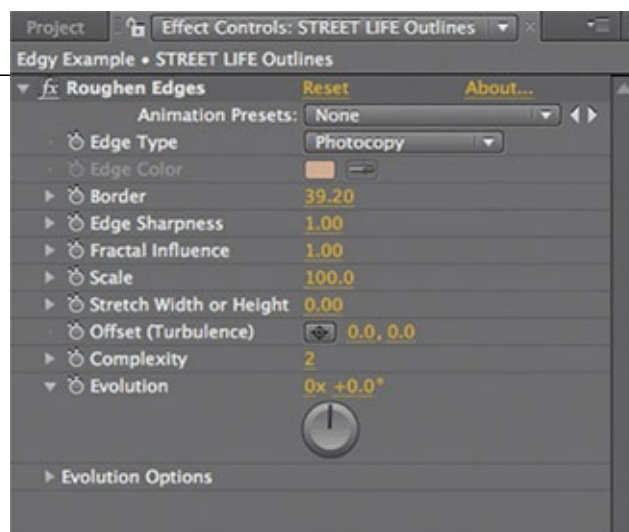 Project Effect Controls: STREET LIFE Outlines
Edgy Example • STREET LIFE Outlines
fx Roughen Edges Reset About...
Animation Presets: None
Edge Type Photocopy
Edge Color
Border 39.20
Edge Sharpness 1.00
Fractal Influence 1.00
Scale 100.0
Stretch Width or Height 0.00
Offset (Turbulence) 0.0, 0.0
Complexity 2
Evolution 0x +0.0°
Evolution Options